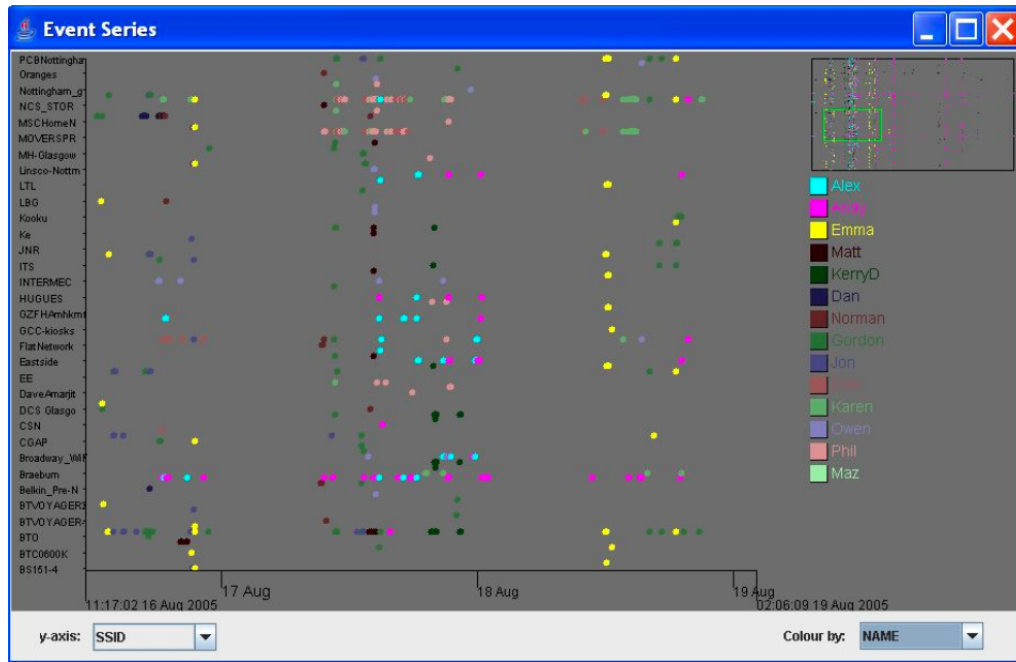 Event Series
PCBNottinghar
Oranges
Nottingham_g
NCS_STOR
MSCHomeN
MOVERSPR
MH-Glasgow
Linsco-Nottm
LTL
LBG
Kooku
Ke
JNR
ITS
INTERMEC
HUGUES
GZFHAmhkmt
GCC-kiosks
FlatNetwork
Eastside
EE
DaveAmarjit
DCS Glasgo
CSN
CGAP
Broadway_WiF
Braeburn
Belkin_Pre-N
BTVOYAGER2
BTVOYAGER
BTO
BTC0600K
BS151-4
Alex
Andy
Emma
Matt
KerryD
Dan
Norman
Gordon
Jon
Karen
Owen
Phil
Maz
17 Aug
18 Aug
19 Aug
11:17:02 16 Aug 2005
02:06:09 19 Aug 2005
y-axis: SSID
Colour by: NAME